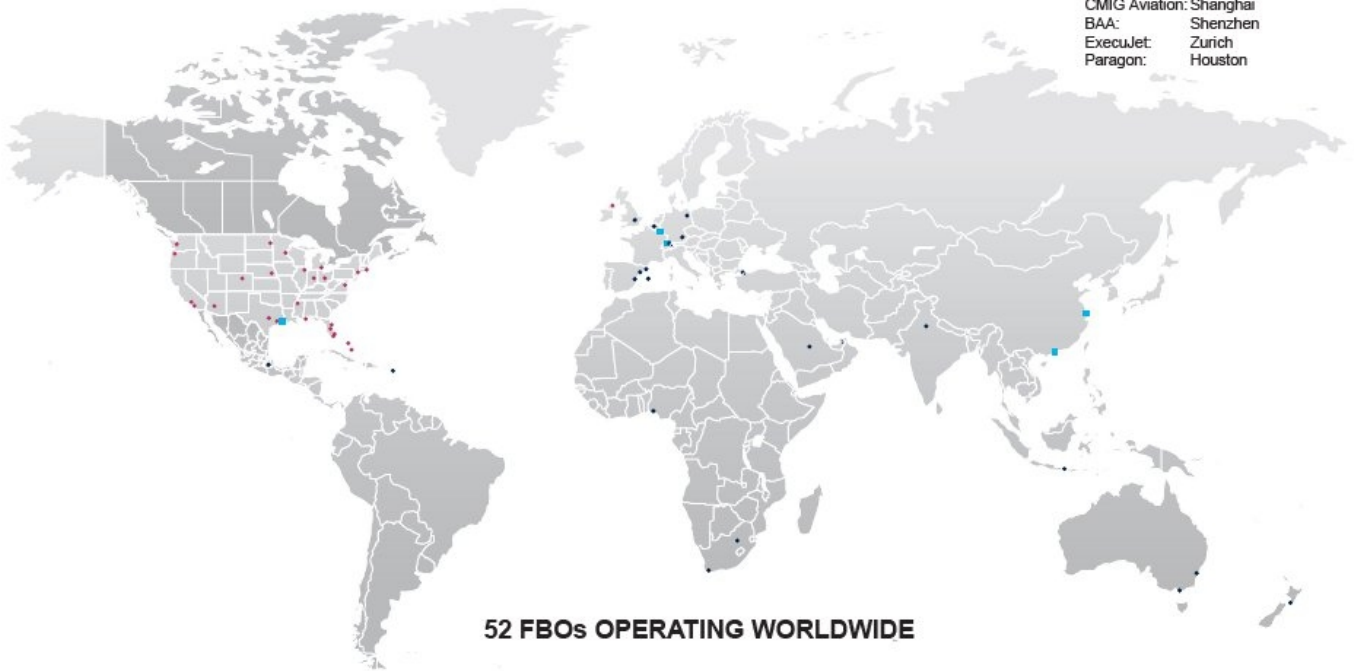 CMIG Aviation: Shanghai
BAA: Shenzhen
ExecuJet: Zurich
Paragon: Houston
52 FBOs OPERATING WORLDWIDE